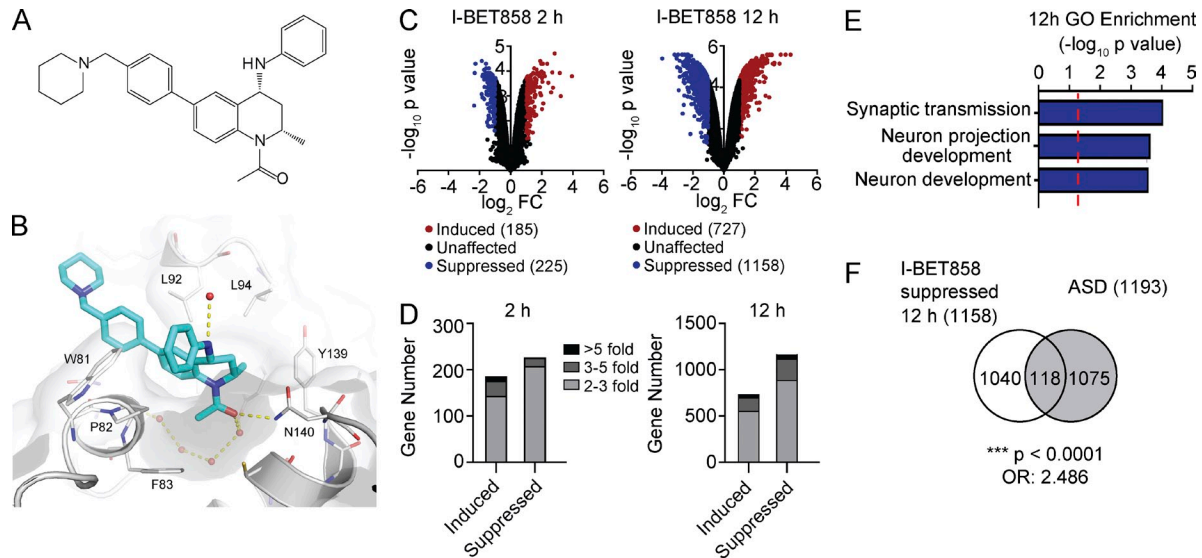 A
HN
N
N
O
B
L92
L94
W81
Y139
P82
N140
F83
C
I-BET858 2 h
I-BET858 12 h
-log10 p value
5
4
3
2
1
-6 -4 -2 0 2 4 6
log2 FC
Induced (185)
Unaffected
Suppressed (225)
-log10 p value
6
4
2
-6 -4 -2 0 2 4 6
log2 FC
Induced (727)
Unaffected
Suppressed (1158)
D
2 h
12 h
Gene Number
300
200
100
0
Induced
Suppressed
>5 fold
3-5 fold
2-3 fold
Gene Number
1500
1000
500
0
Induced
Suppressed
E
12h GO Enrichment
(-log10 p value)
0 1 2 3 4 5
Synaptic transmission
Neuron projection
development
Neuron development
F
I-BET858
suppressed
12 h (1158)
ASD (1193)
1040 118 1075
*** p < 0.0001
OR: 2.486